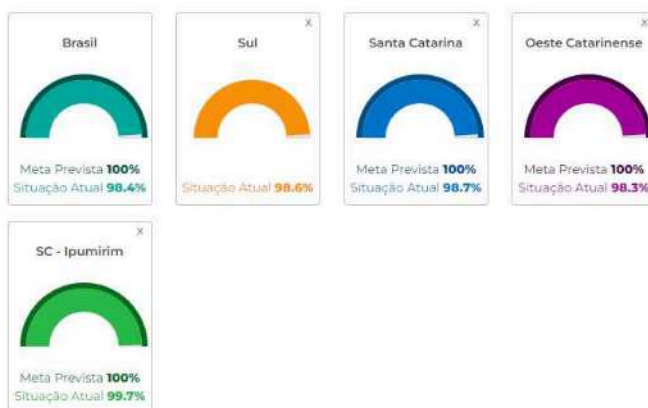 X
Brasil
Meta Prevista 100%
Situação Atual 98.4%
X
Sul
Situação Atual 98.6%
X
Santa Catarina
Meta Prevista 100%
Situação Atual 98.7%
X
Oeste Catarinense
Meta Prevista 100%
Situação Atual 98.3%
X
SC - Ipumirim
Meta Prevista 100%
Situação Atual 99.7%